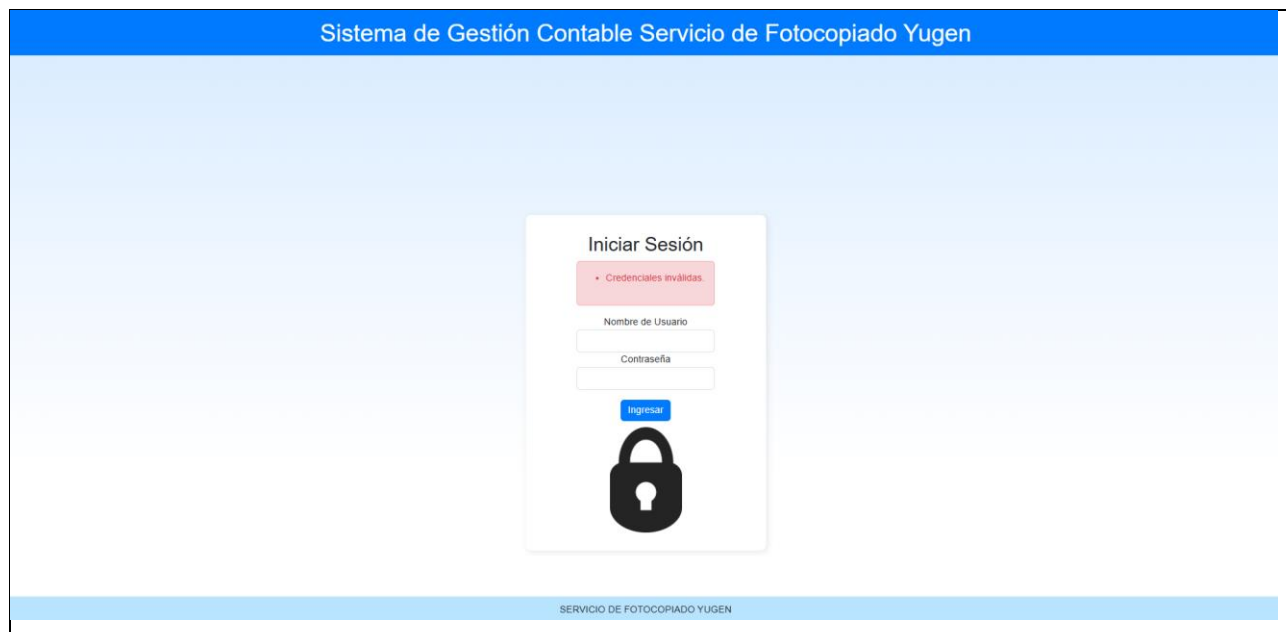 Sistema de Gestión Contable Servicio de Fotocopiado Yugen
Iniciar Sesión
• Credenciales inválidas.
Nombre de Usuario
Contraseña
Ingresar
SERVICIO DE FOTOCOPIADO YUGEN